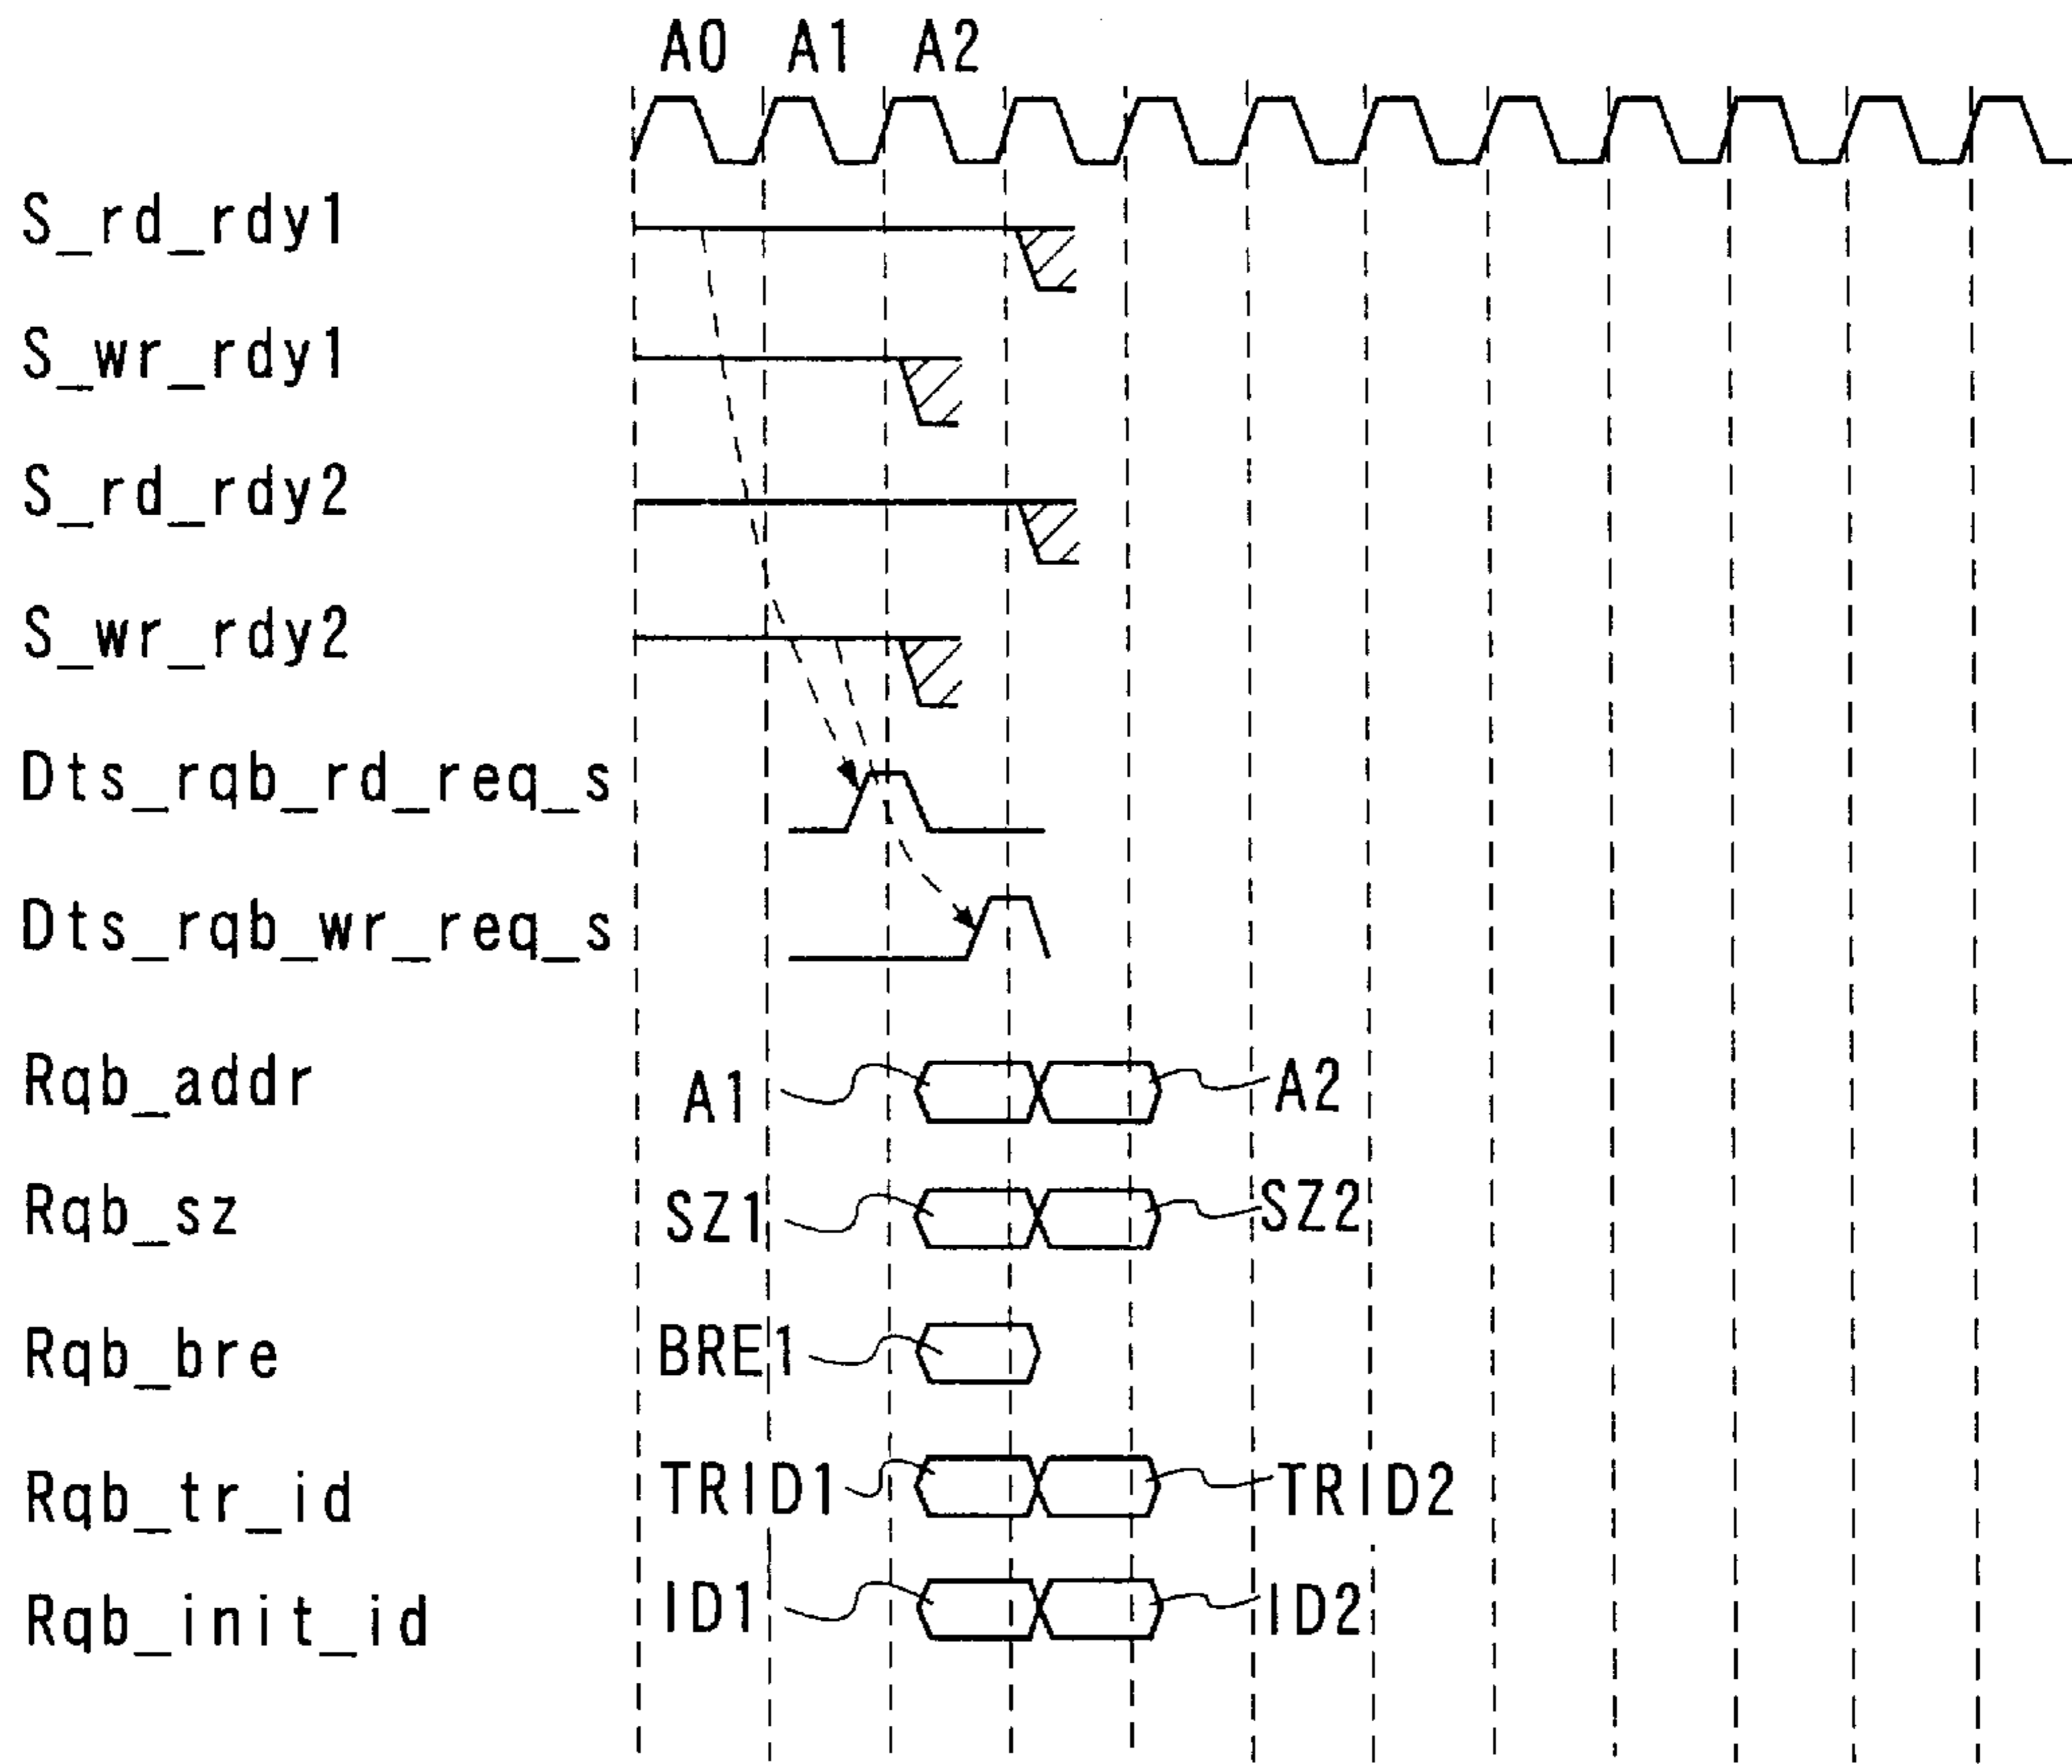 A0 A1 A2
S_rd_rdy1
S_wr_rdy1
S_rd_rdy2
S_wr_rdy2
Dts_rqb_rd_req_s
Dts_rqb_wr_req_s
Rqb_addr A1 A2
Rqb_sz SZ1 SZ2
Rqb_bre BRE1
Rqb_tr_id TRID1 TRID2
Rqb_init_id ID1 ID2